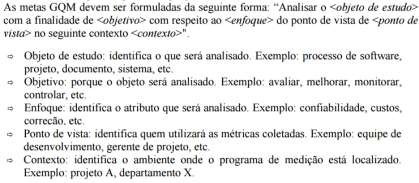 As metas GQM devem ser formuladas da seguinte forma: “Analisar o <objeto de estudo>
com a finalidade de <objetivo> com respeito ao <enfoque> do ponto de vista de <ponto de
vista> no seguinte contexto <contexto>".
⇨ Objeto de estudo: identifica o que será analisado. Exemplo: processo de software,
projeto, documento, sistema, etc.
⇨ Objetivo: porque o objeto será analisado. Exemplo: avaliar, melhorar, monitorar,
controlar, etc.
⇨ Enfoque: identifica o atributo que será analisado. Exemplo: confiabilidade, custos,
correção, etc.
⇨ Ponto de vista: identifica quem utilizará as métricas coletadas. Exemplo: equipe de
desenvolvimento, gerente de projeto, etc.
⇨ Contexto: identifica o ambiente onde o programa de medição está localizado.
Exemplo: projeto A, departamento X.